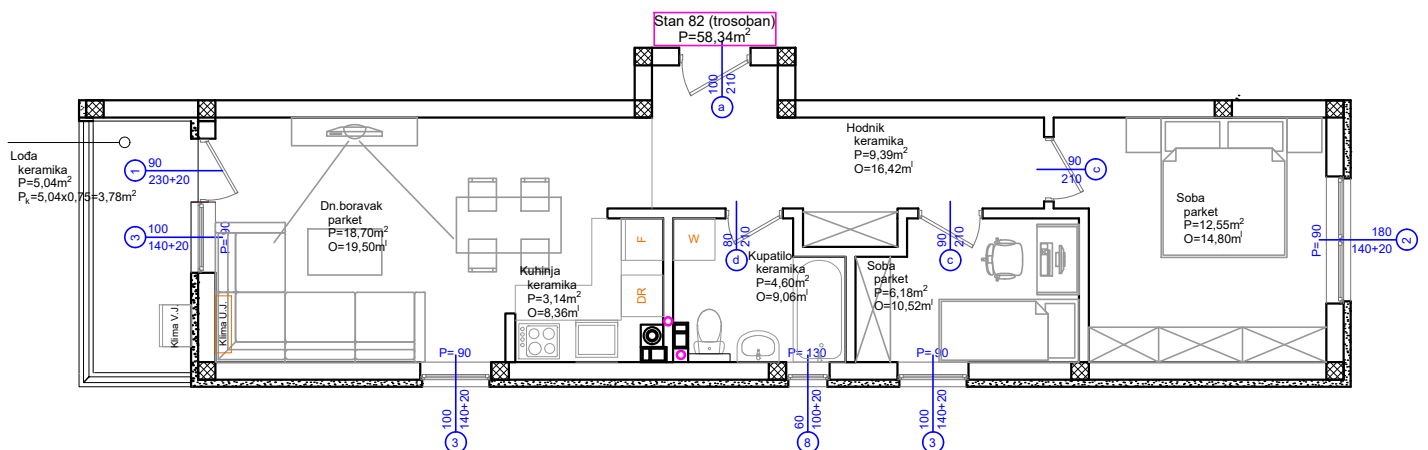 Stan 82 (trosoban)
P=58,34m²
100
210
a
Lođa
keramika
P=5,04m²
Pₖ=5,04x0,75=3,78m²
1
90
230+20
3
100
140+20
P= 90
Dn.boravak
parket
P=18,70m²
O=19,50mˡ
Klima V.J.
Klima U.J.
Kuhinja
keramika
P=3,14m²
O=8,36mˡ
F
DR
W
80
210
d
Kupatilo
keramika
P=4,60m²
O=9,06mˡ
Hodnik
keramika
P=9,39m²
O=16,42mˡ
90
210
c
90
210
c
Soba
parket
P=6,18m²
O=10,52mˡ
Soba
parket
P=12,55m²
O=14,80mˡ
P= 90
180
140+20
2
P= 90
100
140+20
3
P= 130
60
100+20
8
P= 90
100
140+20
3